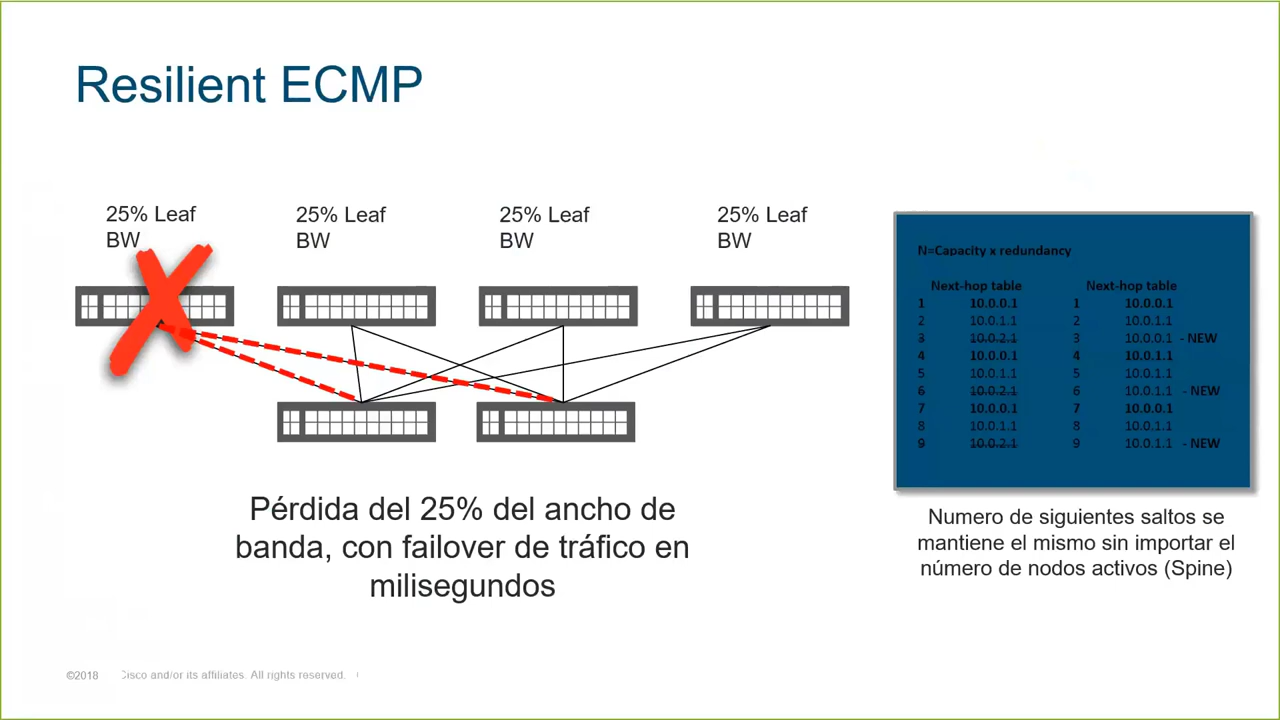 Resilient ECMP
25% Leaf
BW
25% Leaf
BW
25% Leaf
BW
25% Leaf
BW
N=Capacity x redundancy
Next-hop table Next-hop table
1 10.0.0.1 1 10.0.0.1
2 10.0.1.1 2 10.0.1.1
3 10.0.2.1 3 10.0.0.1 - NEW
4 10.0.0.1 4 10.0.1.1
5 10.0.1.1 5 10.0.1.1
6 10.0.2.1 6 10.0.1.1 - NEW
7 10.0.0.1 7 10.0.0.1
8 10.0.1.1 8 10.0.1.1
9 10.0.2.1 9 10.0.1.1 - NEW
Pérdida del 25% del ancho de
banda, con failover de tráfico en
milisegundos
Numero de siguientes saltos se
mantiene el mismo sin importar el
número de nodos activos (Spine)
©2018 Cisco and/or its affiliates. All rights reserved.